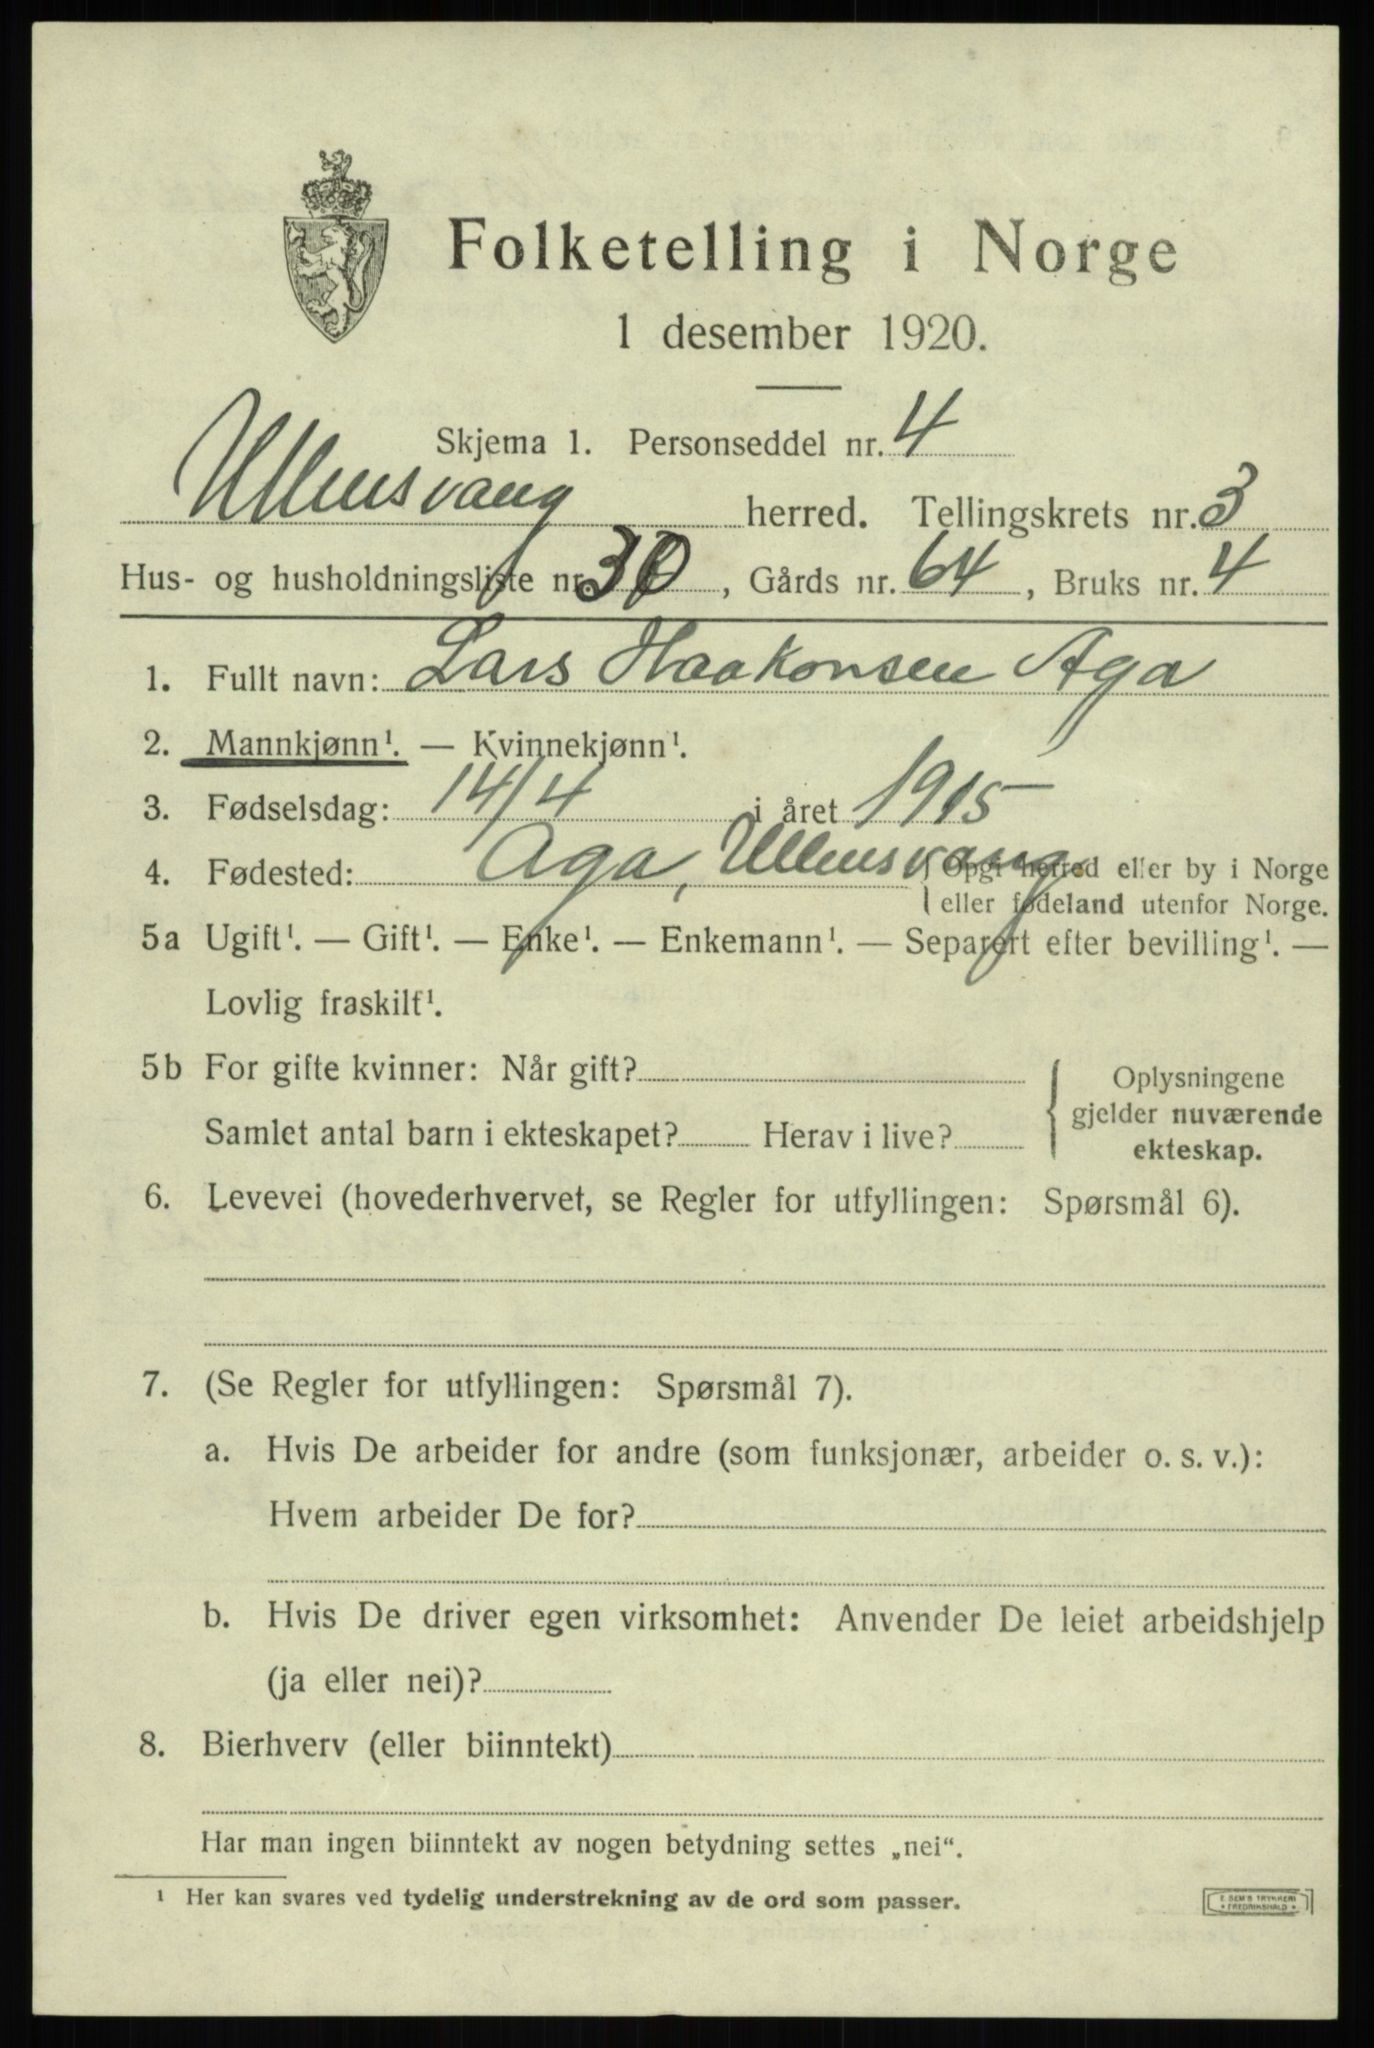 Folketelling i Norge
1 desember 1920.
Skjema 1. Personseddel nr. 4
Ullensvang herred. Tellingskrets nr. 3
Hus- og husholdningsliste nr. 30, Gårds nr. 64, Bruks nr. 4
1. Fullt navn: Lars Haakonsen Aga
2. Mannkjønn¹. — Kvinnekjønn¹.
3. Fødselsdag: 14/4 i året 1915
4. Fødested: Aga, Ullensvang { Opgi herred eller by i Norge
eller fødeland utenfor Norge.
5a Ugift¹. — Gift¹. — Enke¹. — Enkemann¹. — Separert efter bevilling¹. —
Lovlig fraskilt¹.
5b For gifte kvinner: Når gift?
Samlet antal barn i ekteskapet? Herav i live?
Oplysningene
gjelder nuværende
ekteskap.
6. Levevei (hovederhvervet, se Regler for utfyllingen: Spørsmål 6).
7. (Se Regler for utfyllingen: Spørsmål 7).
a. Hvis De arbeider for andre (som funksjonær, arbeider o. s. v.):
Hvem arbeider De for?
b. Hvis De driver egen virksomhet: Anvender De leiet arbeidshjelp
(ja eller nei)?
8. Bierhverv (eller biinntekt)
Har man ingen biinntekt av nogen betydning settes „nei“.
¹ Her kan svares ved tydelig understrekning av de ord som passer.
E. SEM'S TRYKKERI
• FREDRIKSHALD •